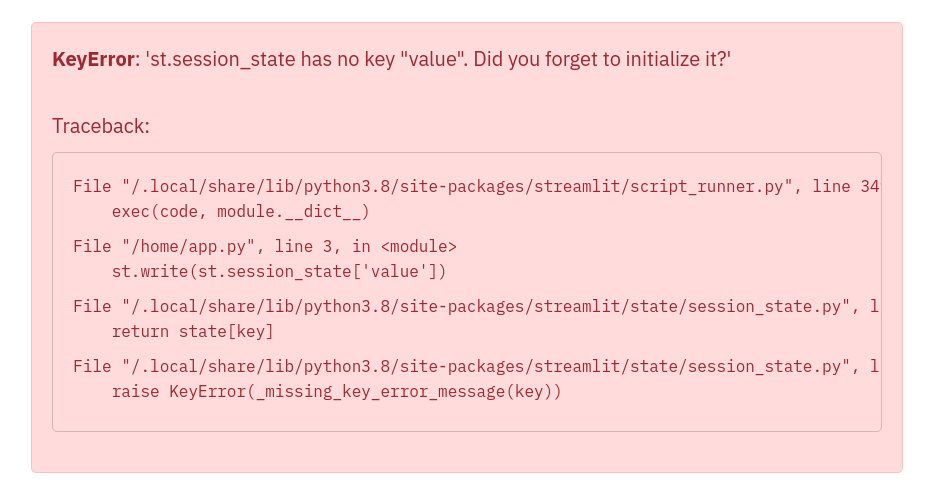 KeyError: 'st.session_state has no key "value". Did you forget to initialize it?'
Traceback:
File "/.local/share/lib/python3.8/site-packages/streamlit/script_runner.py", line 34
exec(code, module.__dict__)
File "/home/app.py", line 3, in <module>
st.write(st.session_state['value'])
File "/.local/share/lib/python3.8/site-packages/streamlit/state/session_state.py", l
return state[key]
File "/.local/share/lib/python3.8/site-packages/streamlit/state/session_state.py", l
raise KeyError(_missing_key_error_message(key))